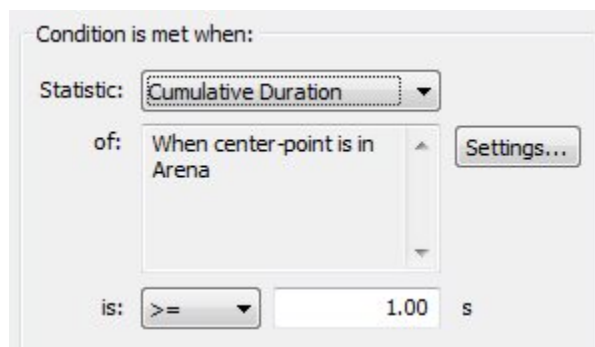 Condition is met when:
Statistic: Cumulative Duration
of: When center-point is in
Arena
Settings...
is: >= 1.00 s